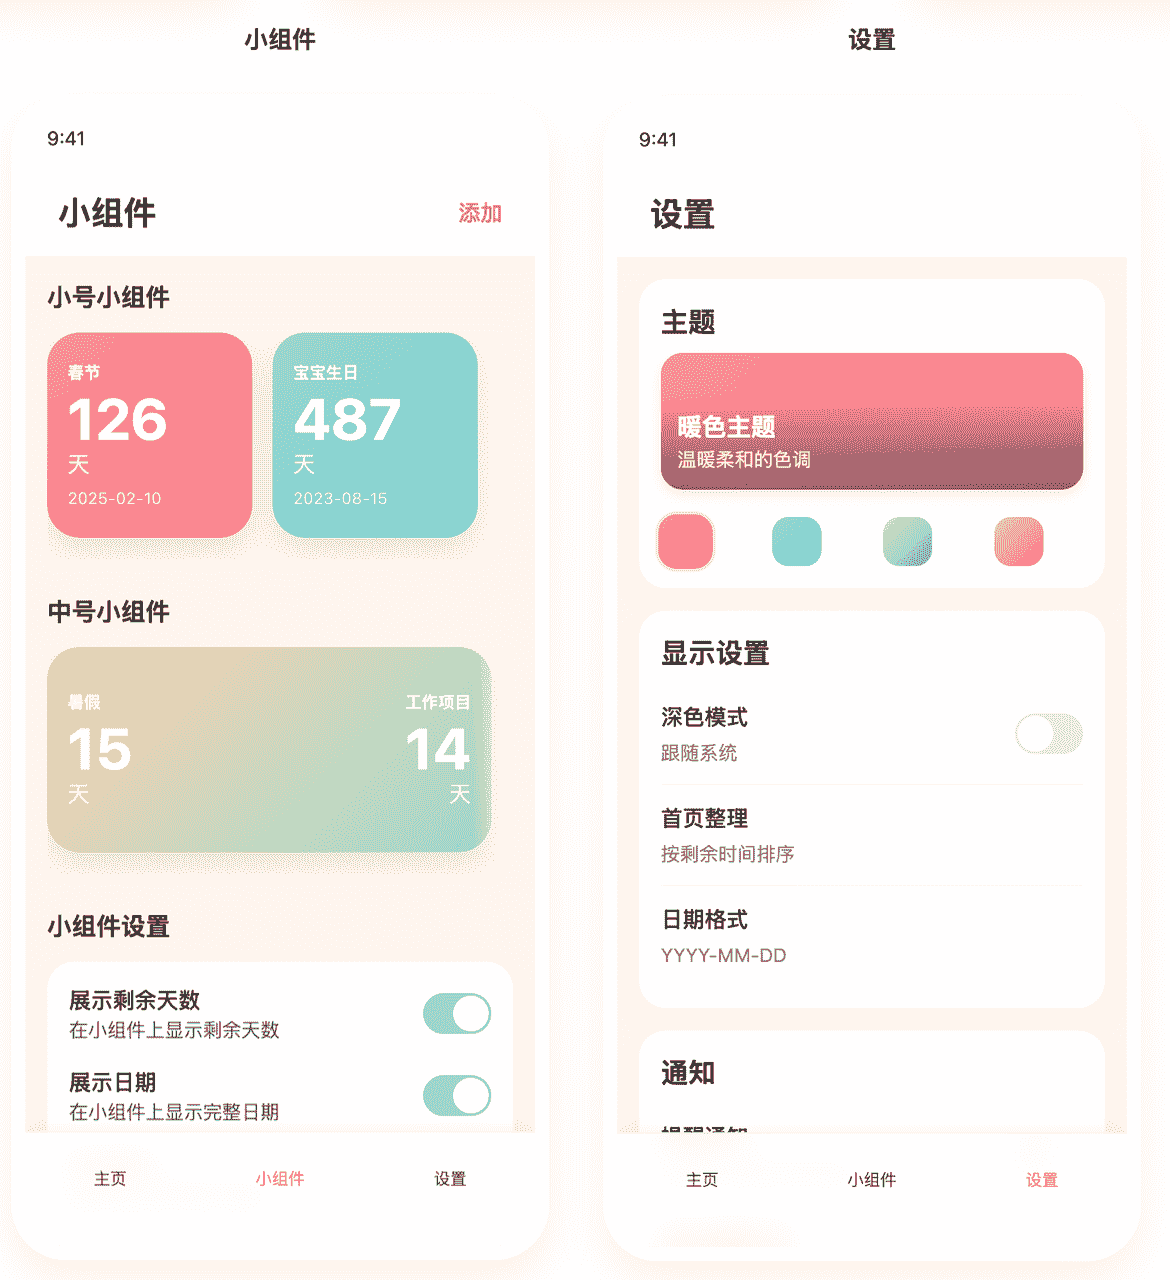 小组件
9:41
小组件
添加
小号小组件
春节
126
天
2025-02-10
宝宝生日
487
天
2023-08-15
中号小组件
暑假
15
天
工作项目
14
天
小组件设置
展示剩余天数
在小组件上显示剩余天数
展示日期
在小组件上显示完整日期
主页
小组件
设置
设置
9:41
设置
主题
暖色主题
温暖柔和的色调
显示设置
深色模式
跟随系统
首页整理
按剩余时间排序
日期格式
YYYY-MM-DD
通知
主页
小组件
设置